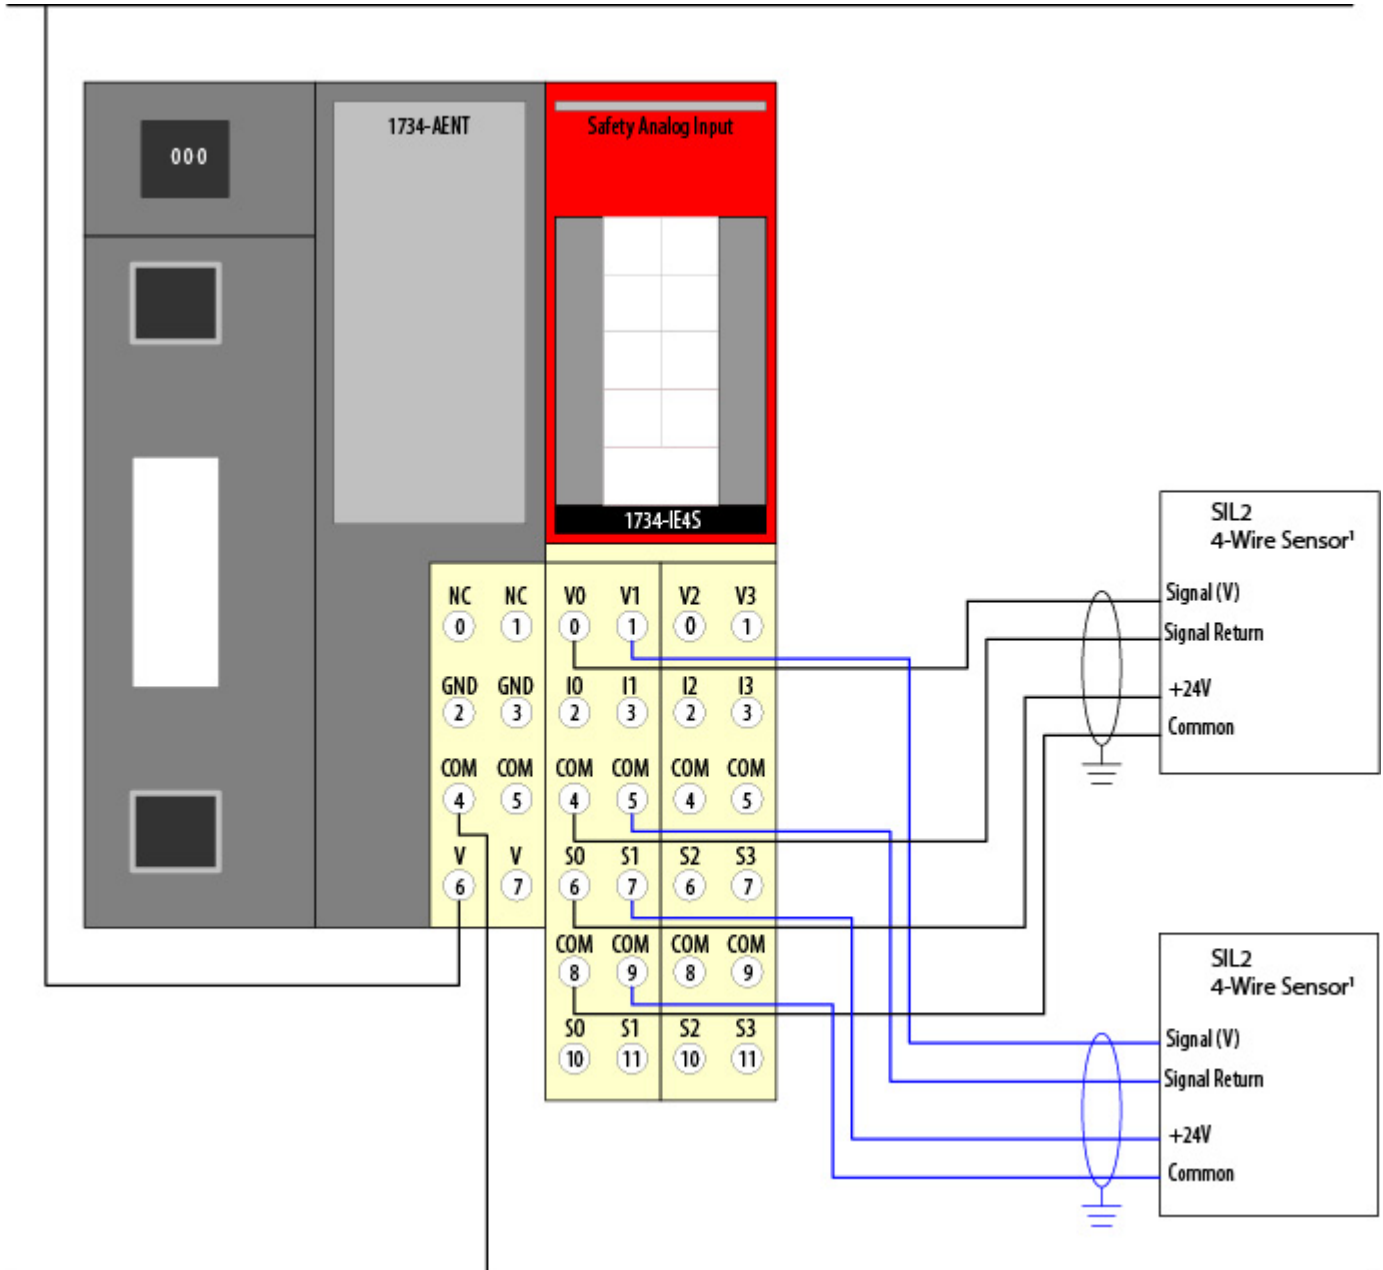 1734-AENT
Safety Analog Input
000
1734-IE4S
SIL2
4-Wire Sensor¹
Signal (V)
Signal Return
+24V
Common
NC NC V0 V1 V2 V3
0 1 0 1 0 1
GND GND I0 I1 I2 I3
2 3 2 3 2 3
COM COM COM COM COM COM
4 5 4 5 4 5
V V S0 S1 S2 S3
6 7 6 7 6 7
COM COM COM COM
8 9 8 9
S0 S1 S2 S3
10 11 10 11
SIL2
4-Wire Sensor¹
Signal (V)
Signal Return
+24V
Common